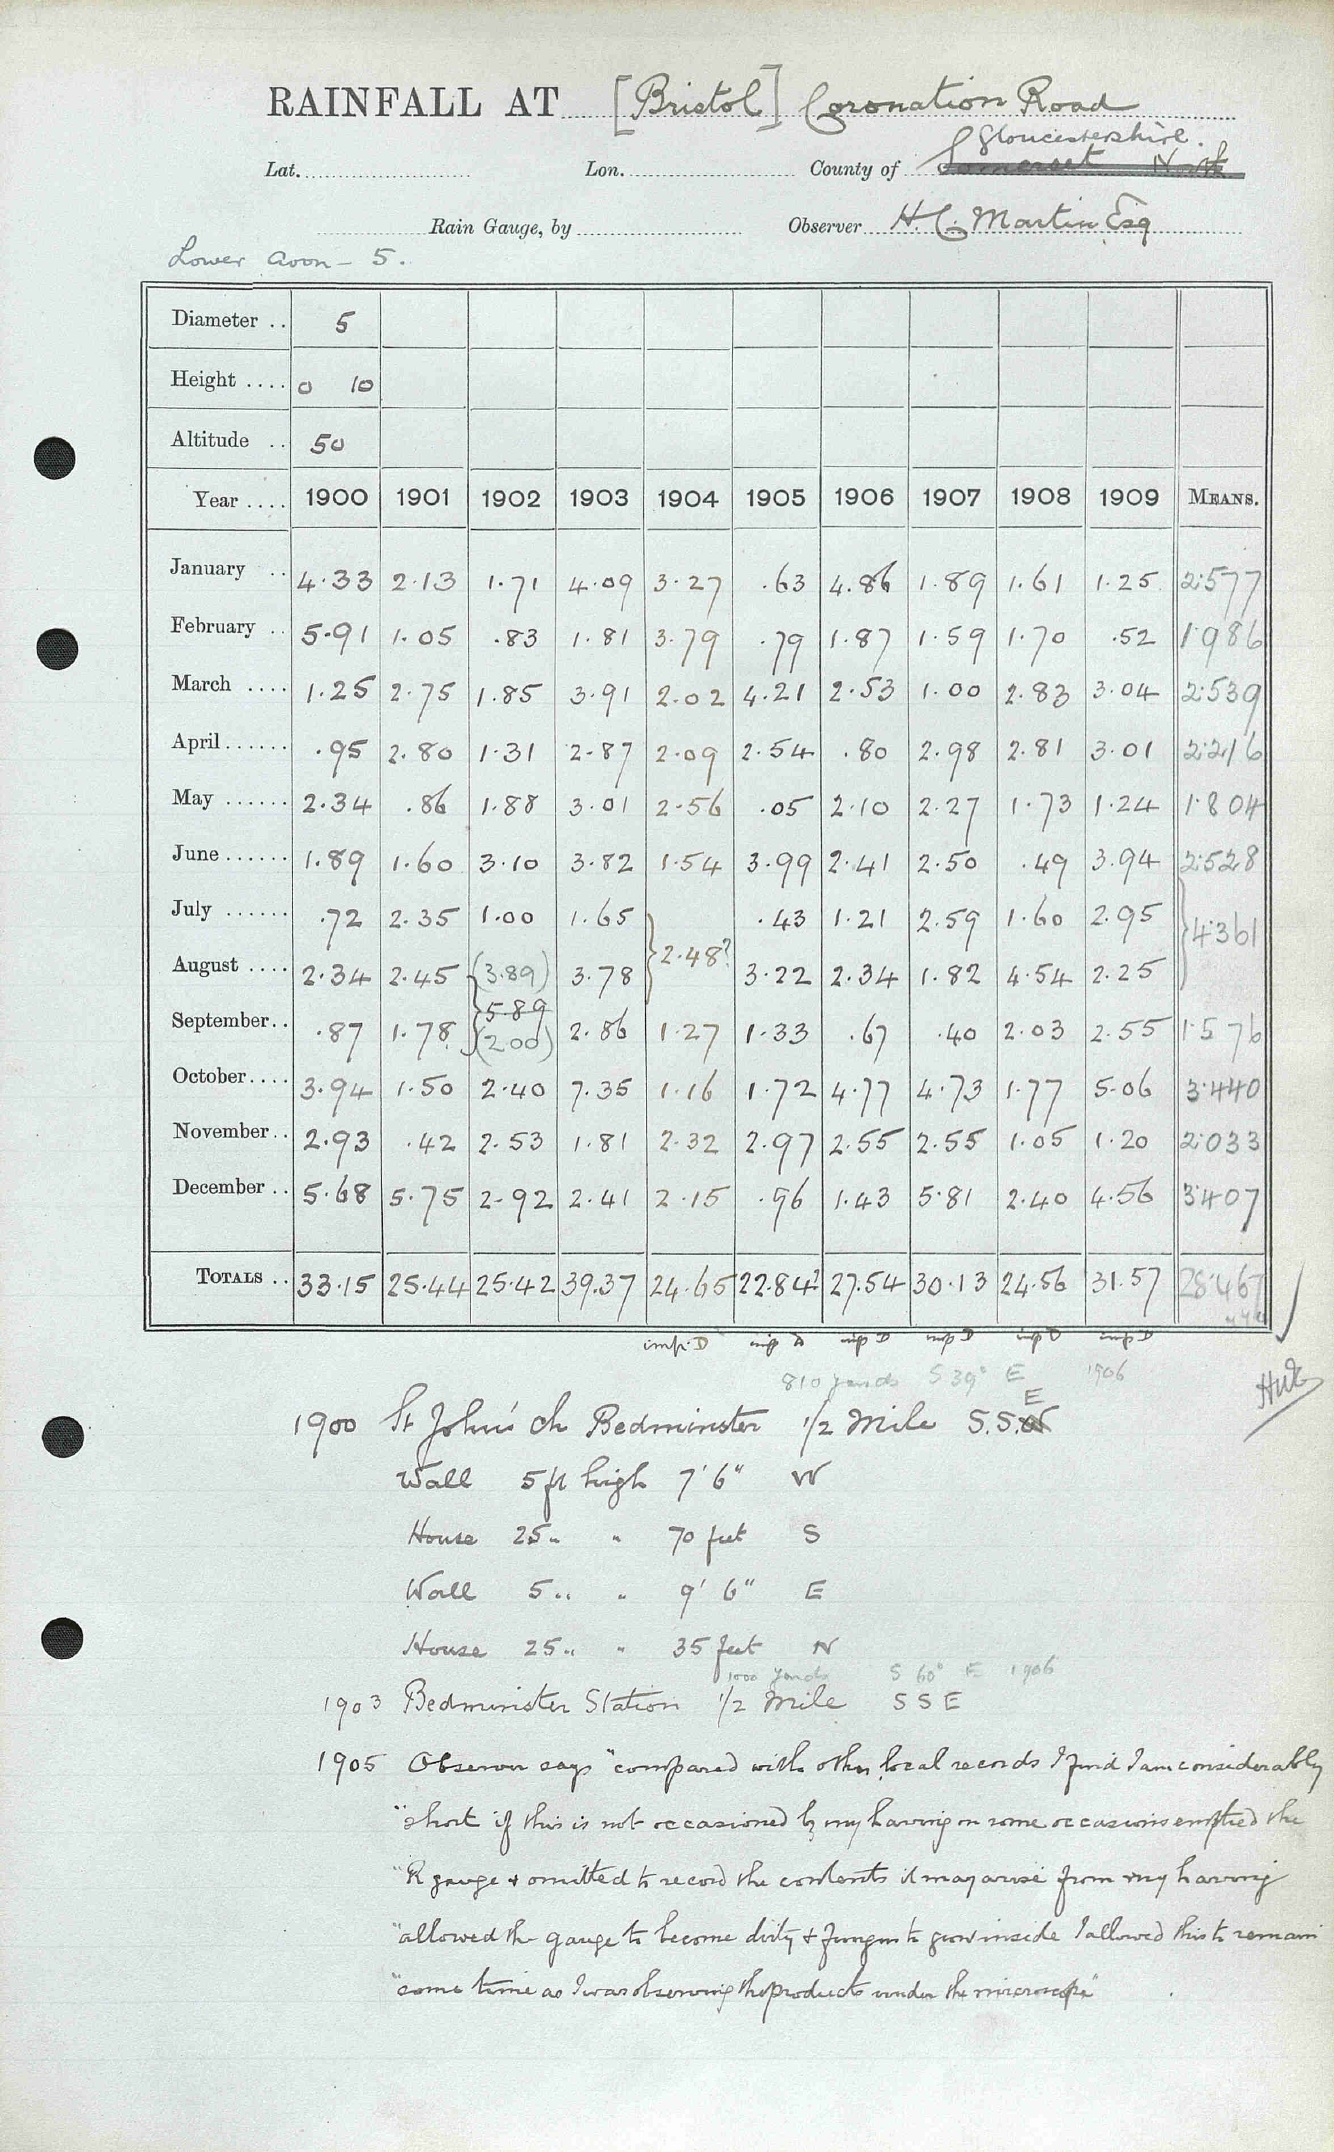 RAINFALL AT [Bristol] Coronation Road
Gloucestershire.
Lat. Lon. County of Somerset North
Rain Gauge, by Observer H. C. Martin Esq
Lower Avon - 5.
Diameter .. 5
Height .... 0 10
Altitude .. 50
Year .... 1900 1901 1902 1903 1904 1905 1906 1907 1908 1909 MEANS.
January .. 4.33 2.13 1.71 4.09 3.27 .63 4.86 1.89 1.61 1.25 2.577
February .. 5.91 1.05 .83 1.81 3.79 .79 1.87 1.59 1.70 .52 1.986
March .... 1.25 2.75 1.85 3.91 2.02 4.21 2.53 1.00 2.83 3.04 2.539
April ...... .95 2.80 1.31 2.87 2.09 2.54 .80 2.98 2.81 3.01 2.216
May ...... 2.34 .86 1.88 3.01 2.56 .05 2.10 2.27 1.73 1.24 1.804
June ...... 1.89 1.60 3.10 3.82 1.54 3.99 2.41 2.50 .49 3.94 2.528
July ...... .72 2.35 1.00 1.65 .43 1.21 2.59 1.60 2.95
2.48? 4.361
August .... 2.34 2.45 (3.89) 3.78 3.22 2.34 1.82 4.54 2.25
5.89
September .. .87 1.78 (2.00) 2.86 1.27 1.33 .67 .40 2.03 2.55 1.576
October .... 3.94 1.50 2.40 7.35 1.16 1.72 4.77 4.73 1.77 5.06 3.440
November .. 2.93 .42 2.53 1.81 2.32 2.97 2.55 2.55 1.05 1.20 2.033
December .. 5.68 5.75 2.92 2.41 2.15 .96 1.43 5.81 2.40 4.56 3.407
TOTALS .. 33.15 25.44 25.42 39.37 24.65 22.84? 27.54 30.13 24.56 31.57 28.467
imp. D imp D imp D imp D imp D imp D
810 yards S 39° E 1906
E
1900 St John's Ch Bedminster 1/2 Mile S.S.W
Wall 5 ft high 7' 6" W
House 25 " " 70 feet S
Wall 5 " " 9' 6" E
House 25 " " 35 feet N
1000 yards S 60° E 1906
1903 Bedminster Station 1/2 Mile S S E
1905 Observer says "compared with other local records I find I am considerably
"short if this is not occasioned by my having on some occasions emptied the
"R gauge & omitted to record the contents it may arise from my having
"allowed the gauge to become dirty & fungus to grow inside I allowed this to remain
"some time as I was observing the products under the microscope"